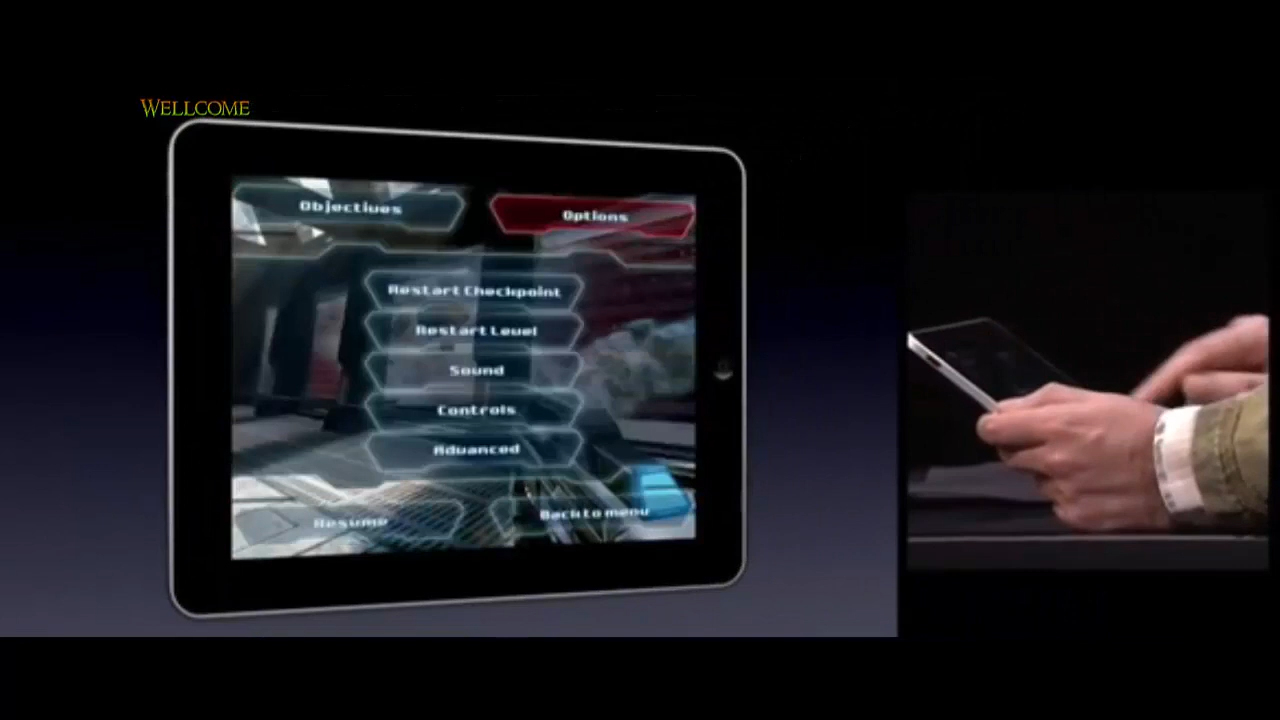 WELLCOME
Objectives
Options
Restart Checkpoint
Restart Level
Sound
Controls
Advanced
Resume
Back to menu